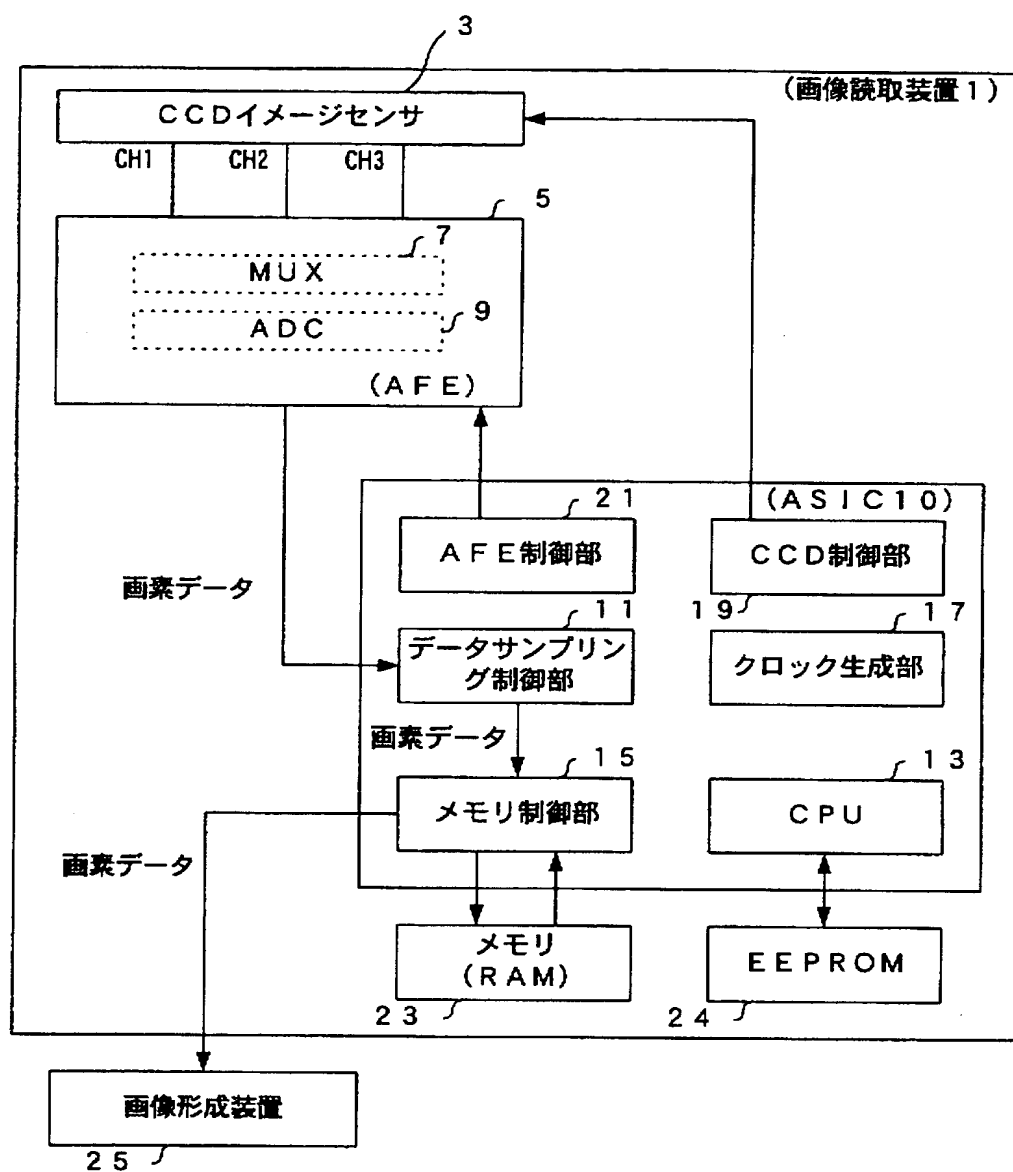 3
(画像読取装置1)
CCDイメージセンサ
CH1 CH2 CH3
5
7
MUX
9
ADC
(AFE)
21
(ASIC10)
AFE制御部
CCD制御部
画素データ
11
19
17
データサンプリン
グ制御部
クロック生成部
画素データ
15
13
メモリ制御部
CPU
画素データ
メモリ
(RAM)
EEPROM
23
24
画像形成装置
25